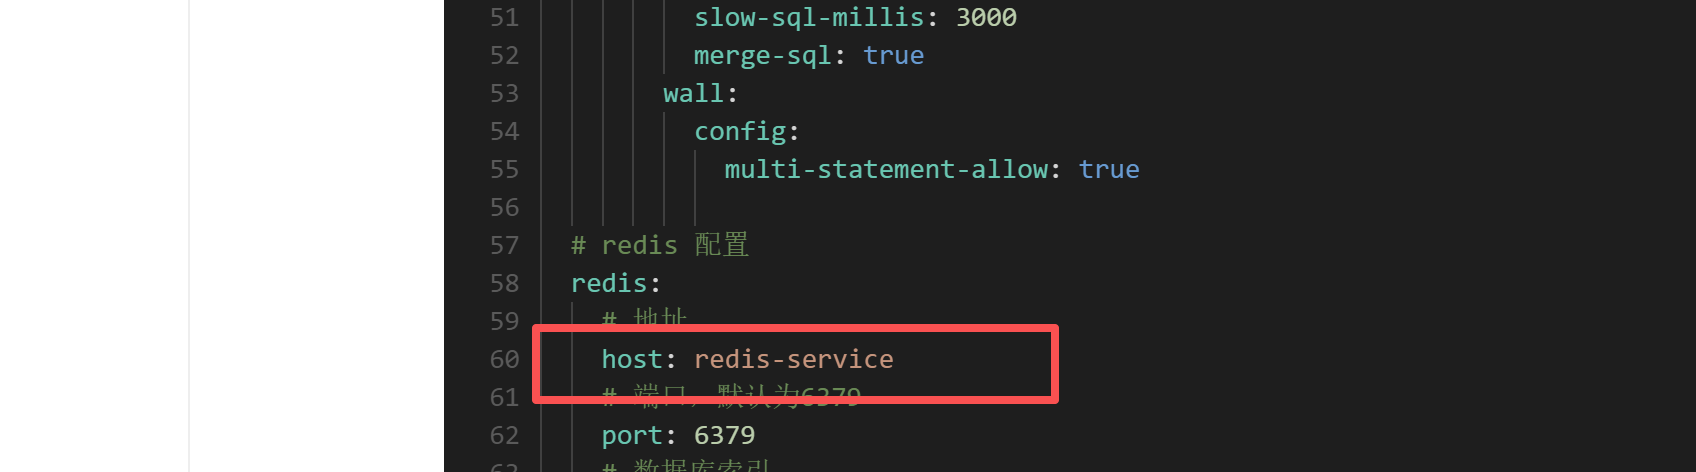 51 slow-sql-millis: 3000
52 merge-sql: true
53 wall:
54 config:
55 multi-statement-allow: true
56
57 # redis 配置
58 redis:
59 # 地址
60 host: redis-service
61 # 端口，默认为6379
62 port: 6379
63 # 数据库索引